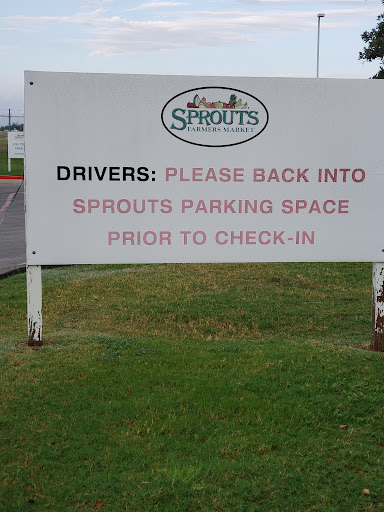 SPROUTS
FARMERS MARKET
DRIVERS: PLEASE BACK INTO
SPROUTS PARKING SPACE
PRIOR TO CHECK-IN